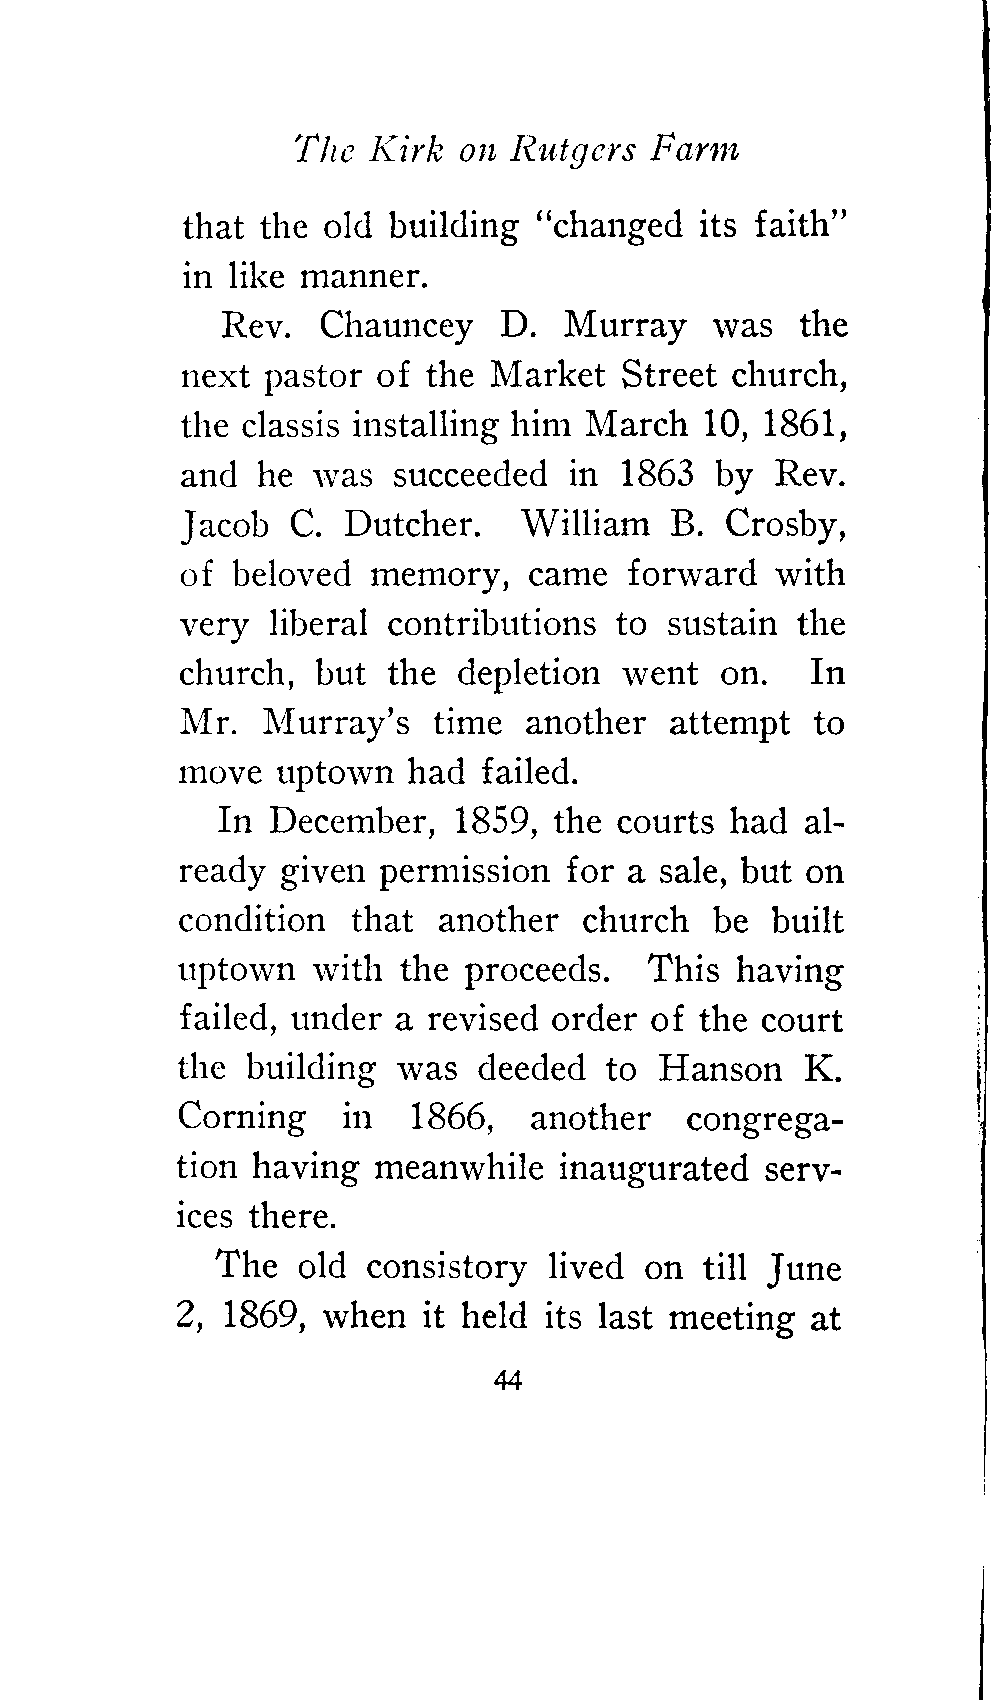 The Kirk on Rutgers Farm
that the old building “changed its faith”
in like manner.
Rev. Chauncey D. Murray was the
next pastor of the Market Street church,
the classis installing him March 10, 1861,
and he was succeeded in 1863 by Rev.
Jacob C. Dutcher. William B. Crosby,
of beloved memory, came forward with
very liberal contributions to sustain the
church, but the depletion went on. In
Mr. Murray’s time another attempt to
move uptown had failed.
In December, 1859, the courts had al-
ready given permission for a sale, but on
condition that another church be built
uptown with the proceeds. This having
failed, under a revised order of the court
the building was deeded to Hanson K.
Corning in 1866, another congrega-
tion having meanwhile inaugurated serv-
ices there.
The old consistory lived on till June
2, 1869, when it held its last meeting at
44